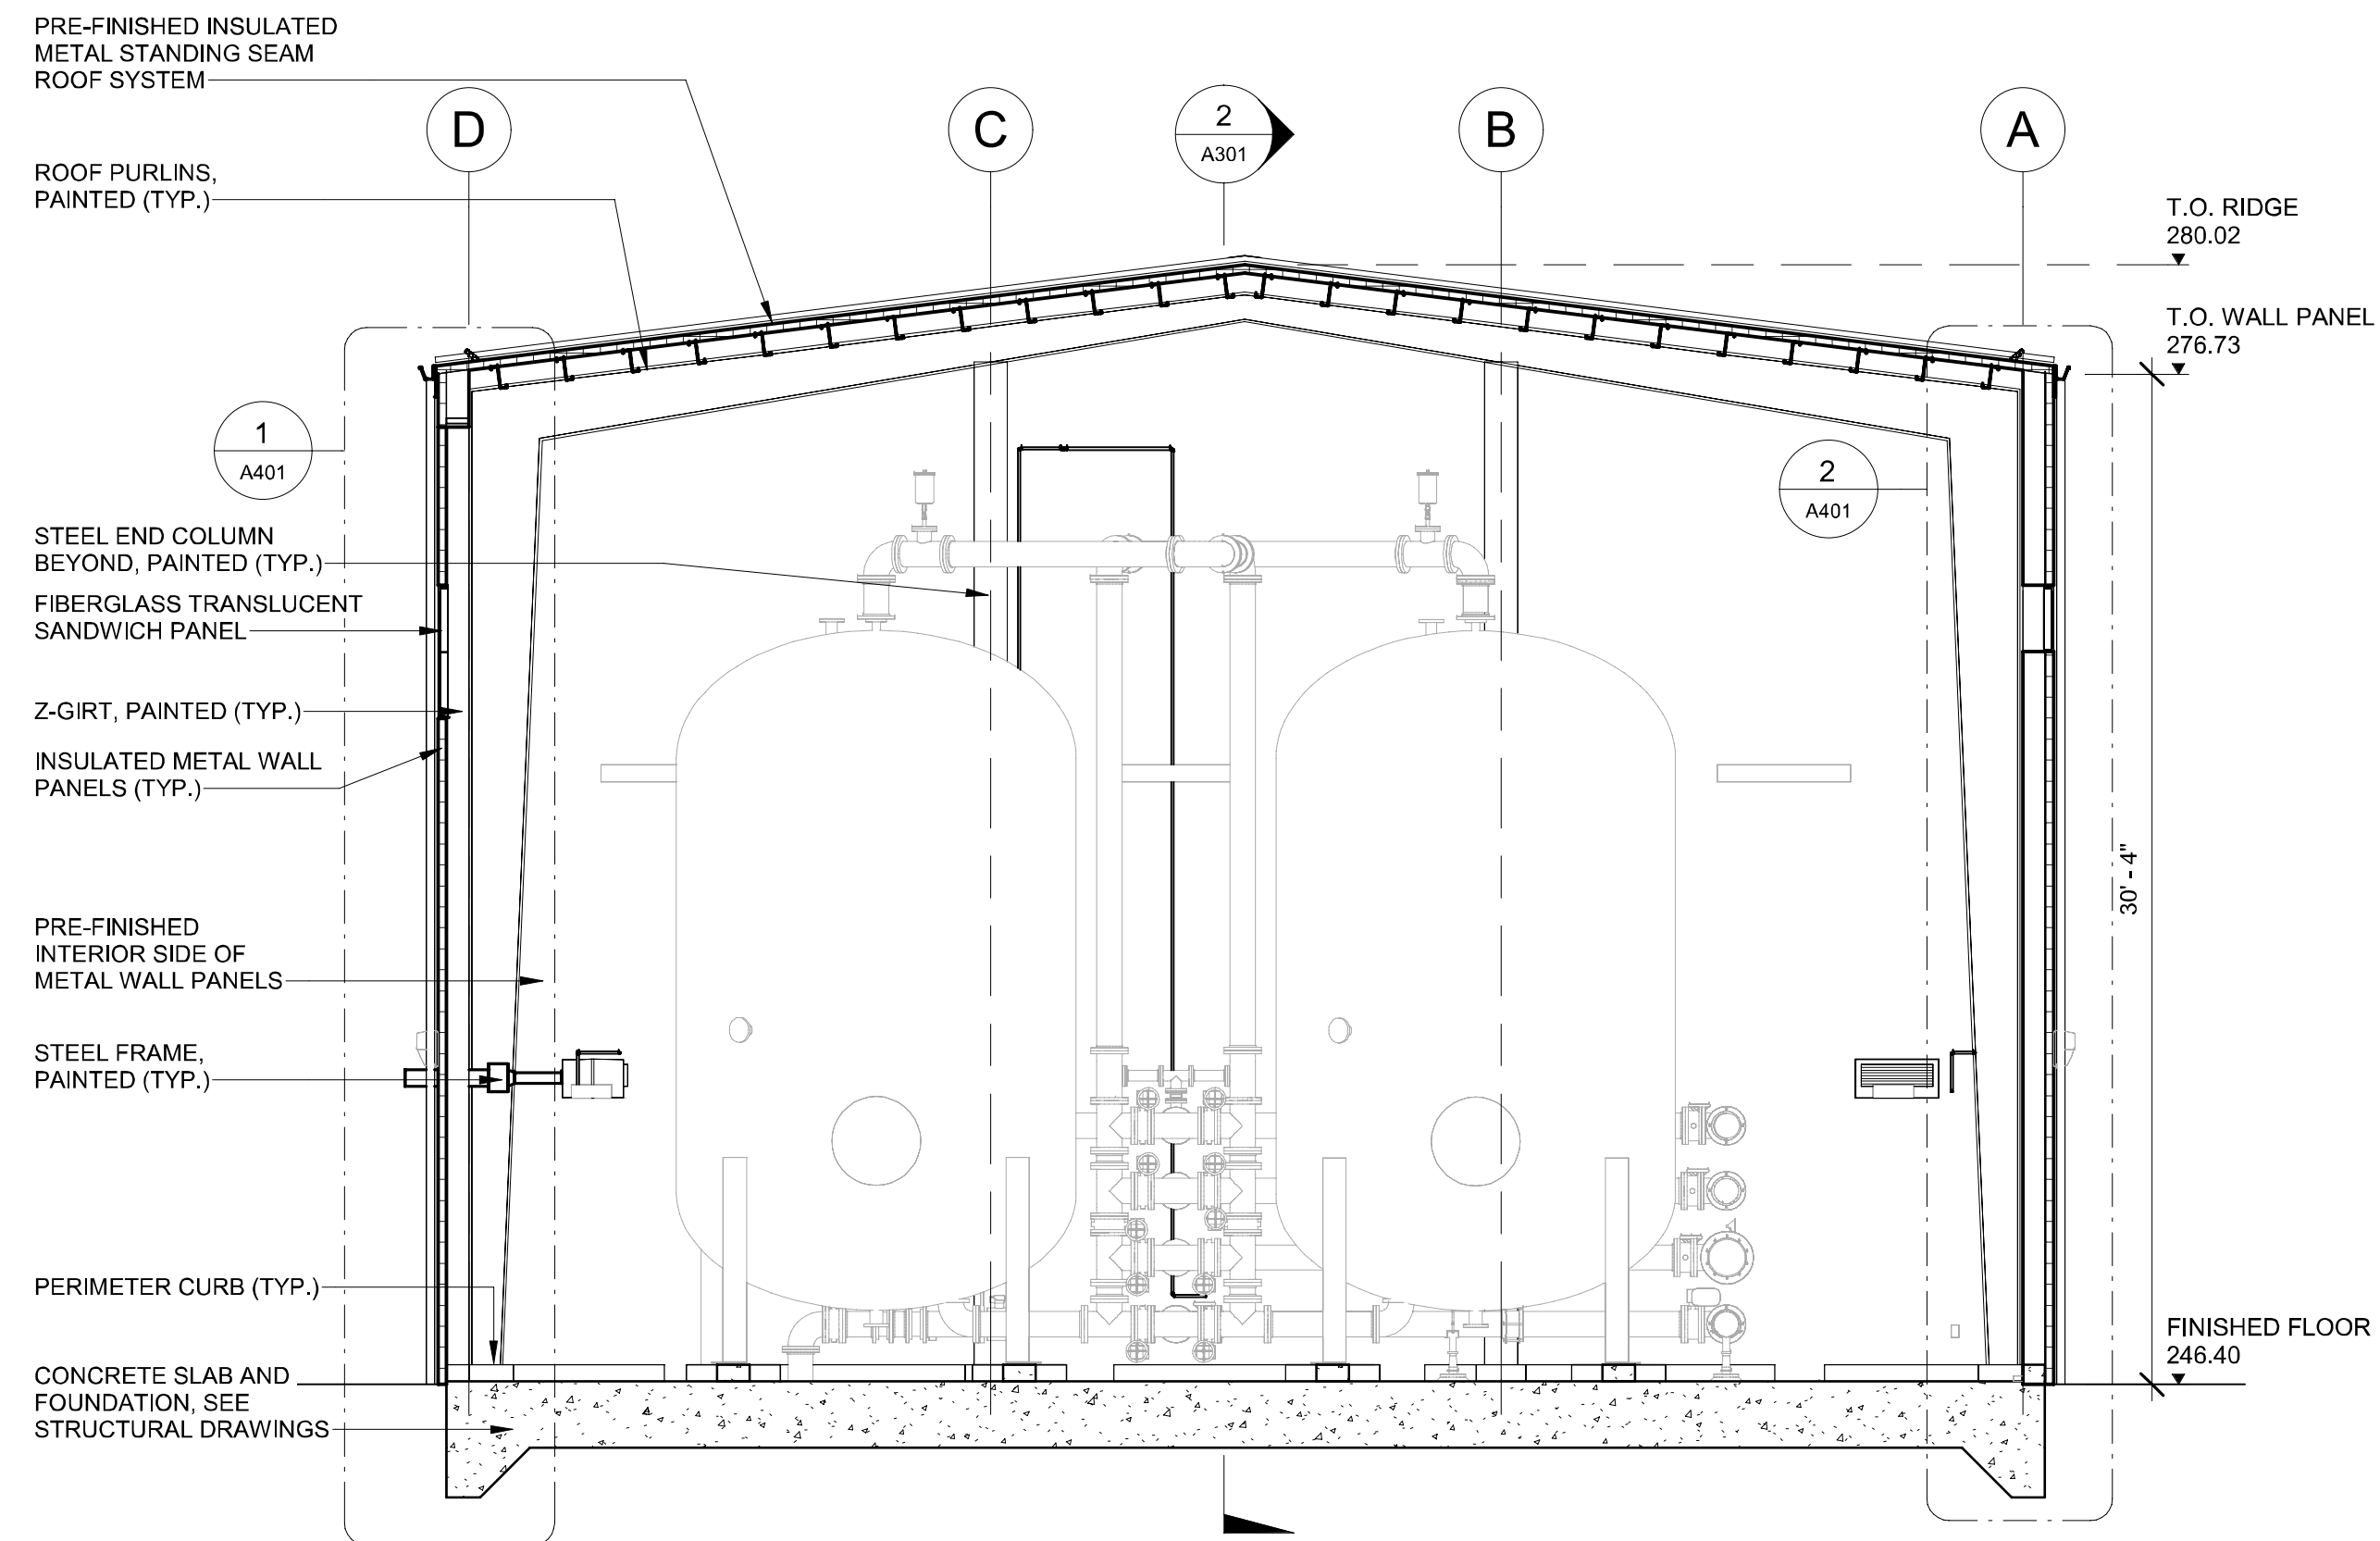 PRE-FINISHED INSULATED
METAL STANDING SEAM
ROOF SYSTEM
D
C
2
A301
B
A
ROOF PURLINS,
PAINTED (TYP.)
T.O. RIDGE
280.02
T.O. WALL PANEL
276.73
1
A401
2
A401
STEEL END COLUMN
BEYOND, PAINTED (TYP.)
FIBERGLASS TRANSLUCENT
SANDWICH PANEL
Z-GIRT, PAINTED (TYP.)
INSULATED METAL WALL
PANELS (TYP.)
30' - 4"
PRE-FINISHED
INTERIOR SIDE OF
METAL WALL PANELS
STEEL FRAME,
PAINTED (TYP.)
PERIMETER CURB (TYP.)
FINISHED FLOOR
246.40
CONCRETE SLAB AND
FOUNDATION, SEE
STRUCTURAL DRAWINGS